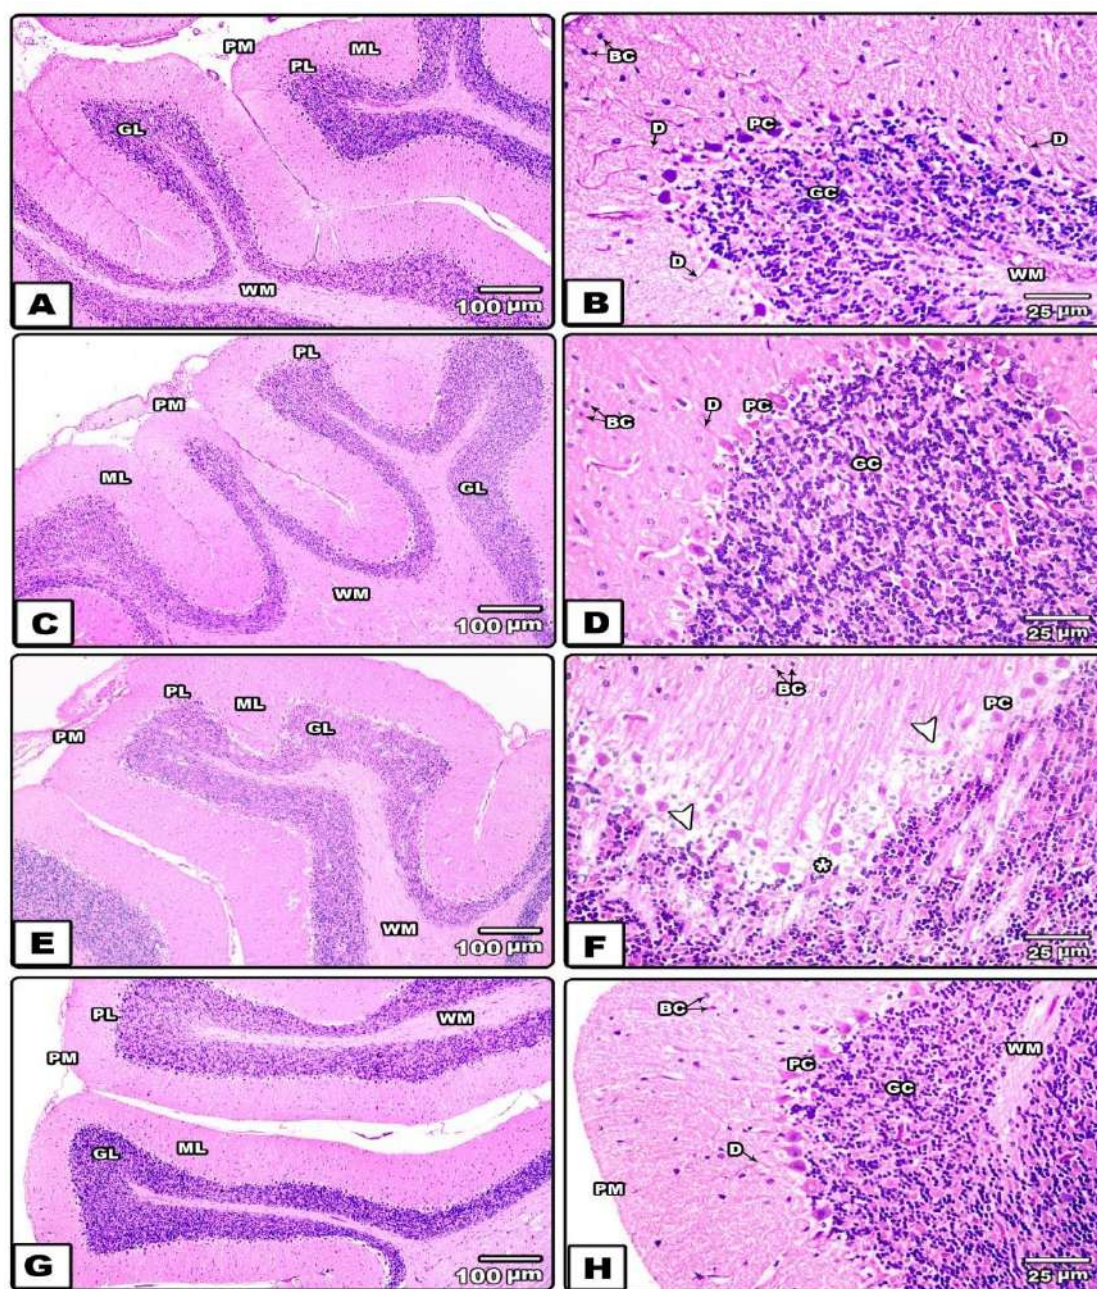 PM ML
PL
GL
WM
A
100 µm
BC
D PC D
GC
D
WM
B
25 µm
PL
PM
ML
GL
WM
C
100 µm
BC D PC
GC
D
25 µm
PL ML GL
PM
WM
E
100 µm
BC
PC
*
F
25 µm
PL WM
PM
ML
GL
G
100 µm
BC
PC WM
GC
D
PM
H
25 µm